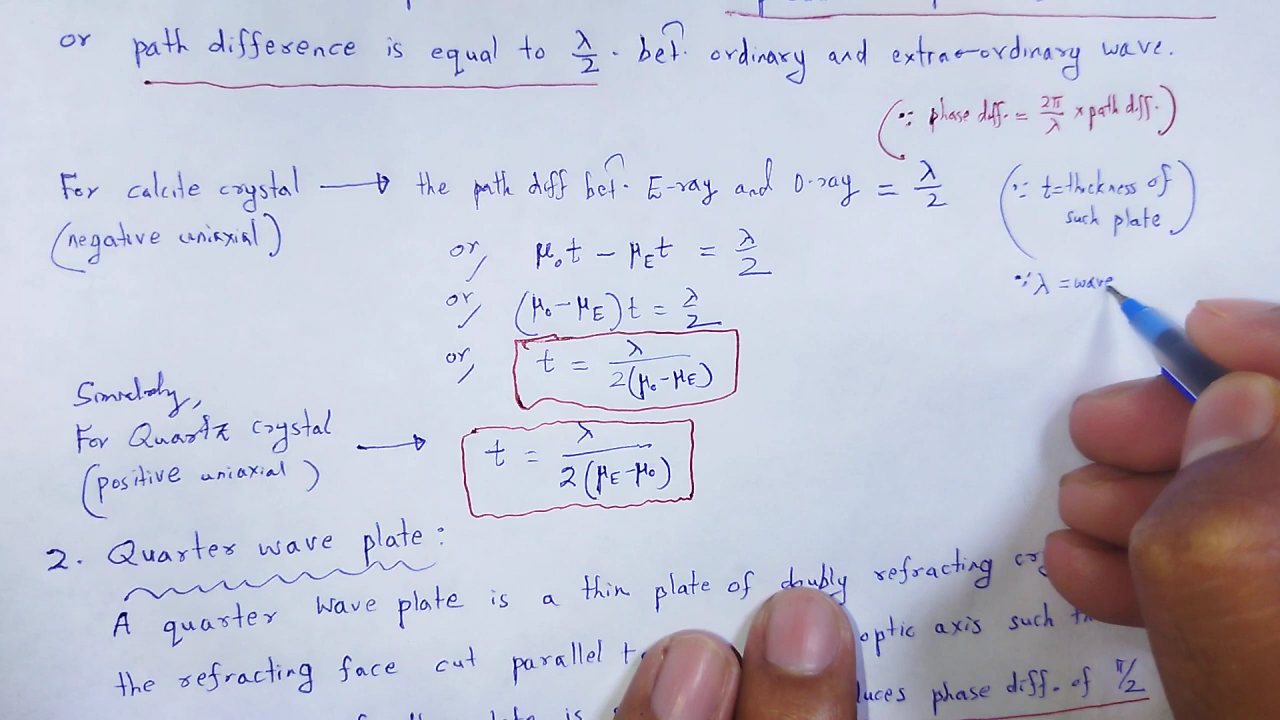 or path difference is equal to λ/2 . bet. ordinary and extra-ordinary wave.
(∵ phase diff. = 2π/λ × path diff.)
For calcite crystal → the path diff bet. E-ray and O-ray = λ/2
(negative uniaxial)
(∵ t=thickness of
such plate)
or, μ₀t − μ_E t = λ/2
∵ λ = wave
or, (μ₀−μ_E) t = λ/2
or, t = λ / 2(μ₀−μ_E)
For Quartz crystal → t = λ / 2(μ_E−μ₀)
(positive uniaxial)
2. Quarter wave plate:
A quarter wave plate is a thin plate of doubly refracting
the refracting face cut parallel optic axis such
phase diff. of π/2
is